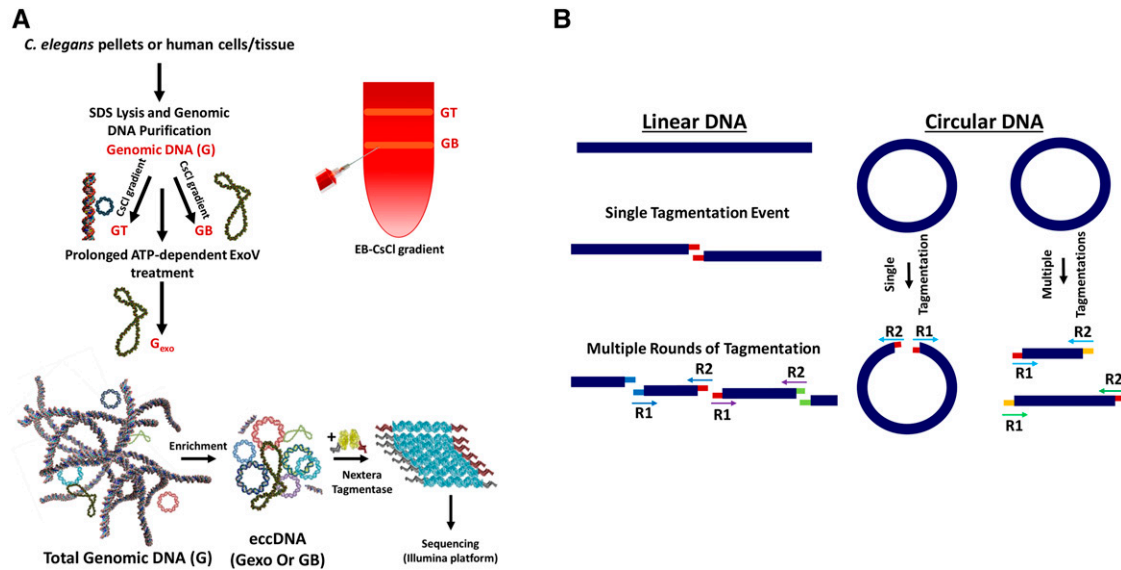 A
C. elegans pellets or human cells/tissue
SDS Lysis and Genomic
DNA Purification
Genomic DNA (G)
CsCl gradient
CsCl gradient
GT
GB
Prolonged ATP-dependent ExoV
treatment
Gexo
GT
GB
EB-CsCl gradient
Enrichment
+
Nextera
Tagmentase
Total Genomic DNA (G)
eccDNA
(Gexo Or GB)
Sequencing
(Illumina platform)
B
Linear DNA
Circular DNA
Single Tagmentation Event
Single
Tagmentation
Multiple
Tagmentations
Multiple Rounds of Tagmentation
R2
R1
R2
R1
R2
R1
R2
R1
R2
R1